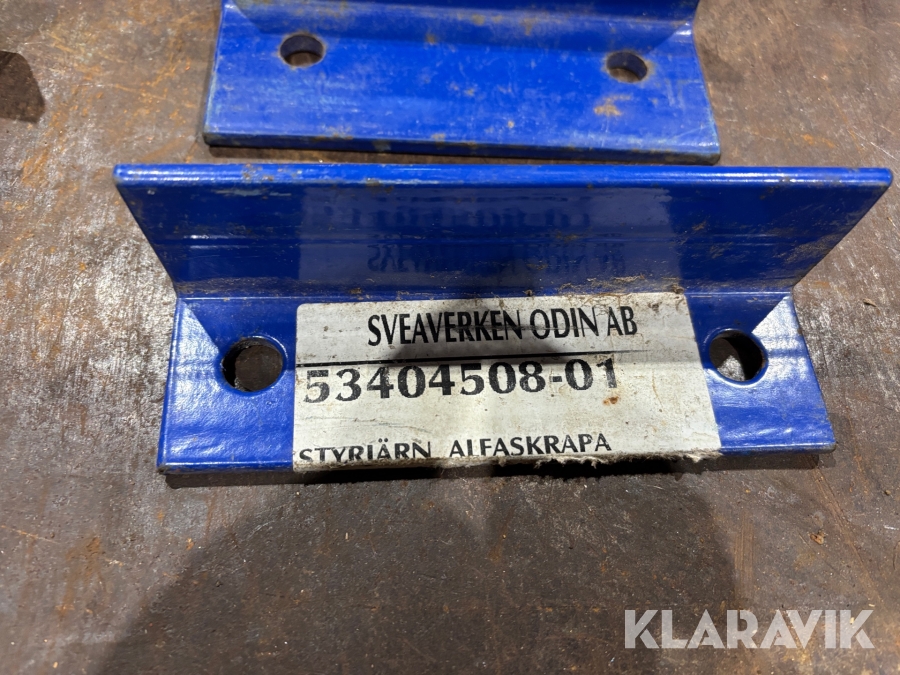 SVEAVERKEN ODIN AB
53404508-01
STYRJÄRN ALFASKRAPA
KLARAVIK